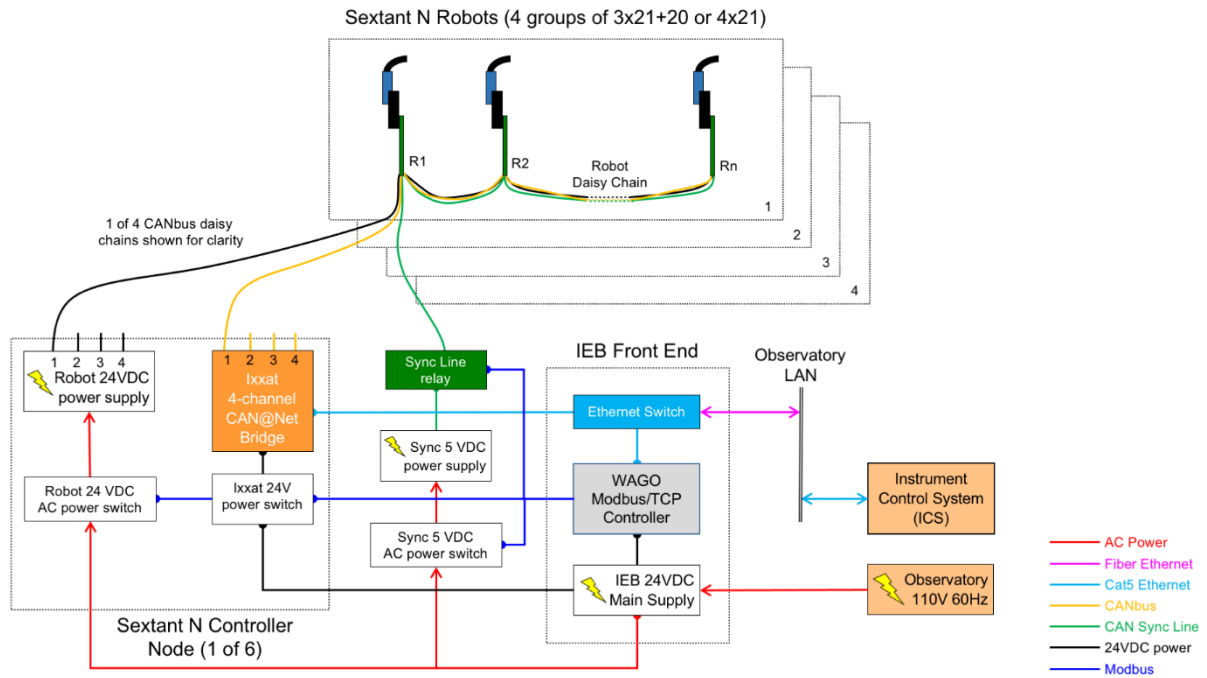 Sextant N Robots (4 groups of 3x21+20 or 4x21)
R1
R2
Rn
Robot
Daisy Chain
1
2
3
4
1 of 4 CANbus daisy
chains shown for clarity
1 2 3 4
Robot 24VDC
power supply
1 2 3 4
Ixxat
4-channel
CAN@Net
Bridge
Sync Line
relay
IEB Front End
Observatory
LAN
Ethernet Switch
Sync 5 VDC
power supply
Robot 24 VDC
AC power switch
Ixxat 24V
power switch
WAGO
Modbus/TCP
Controller
Instrument
Control System
(ICS)
Sync 5 VDC
AC power switch
IEB 24VDC
Main Supply
Observatory
110V 60Hz
Sextant N Controller
Node (1 of 6)
AC Power
Fiber Ethernet
Cat5 Ethernet
CANbus
CAN Sync Line
24VDC power
Modbus